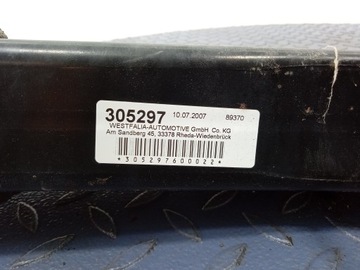 305297 10.07.2007 89370
WESTFALIA-AUTOMOTIVE GmbH Co. KG
Am Sandberg 45, 33378 Rheda-Wiedenbrück
*305297600022*